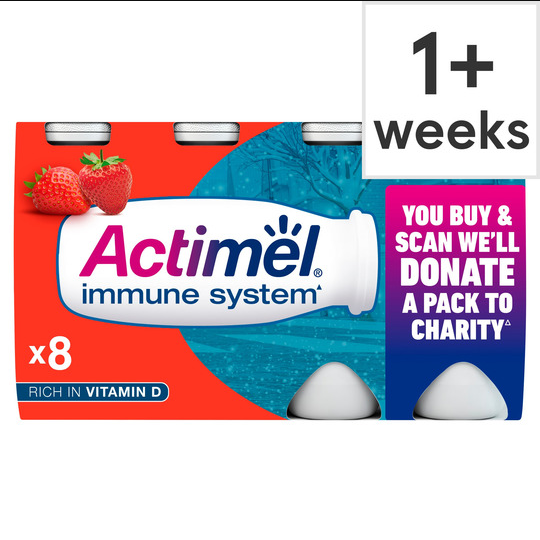 1+
weeks
Actimel®
immune system▲
YOU BUY &
SCAN WE'LL
DONATE
A PACK TO
CHARITY△
x8
RICH IN VITAMIN D